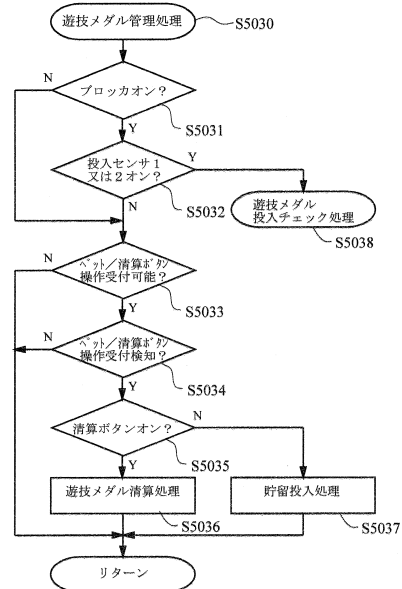 遊技メダル管理処理
S5030
N
ブロッカオン？
S5031
Y
投入センサ1
又は2オン？
Y
S5032
N
遊技メダル
投入チェック処理
S5038
N
ベット／清算ボタン
操作受付可能？
S5033
Y
N
ベット／清算ボタン
操作受付検知？
S5034
Y
清算ボタンオン？
N
S5035
Y
遊技メダル清算処理
貯留投入処理
S5036
S5037
リターン